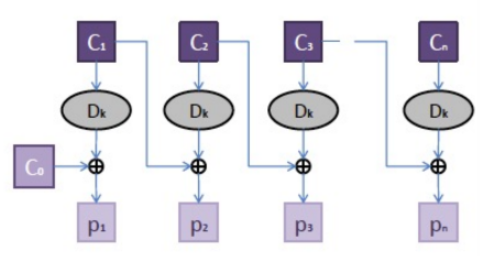 C₁ C₂ C₃ Cₙ
Dₖ Dₖ Dₖ Dₖ
C₀
p₁ p₂ p₃ pₙ